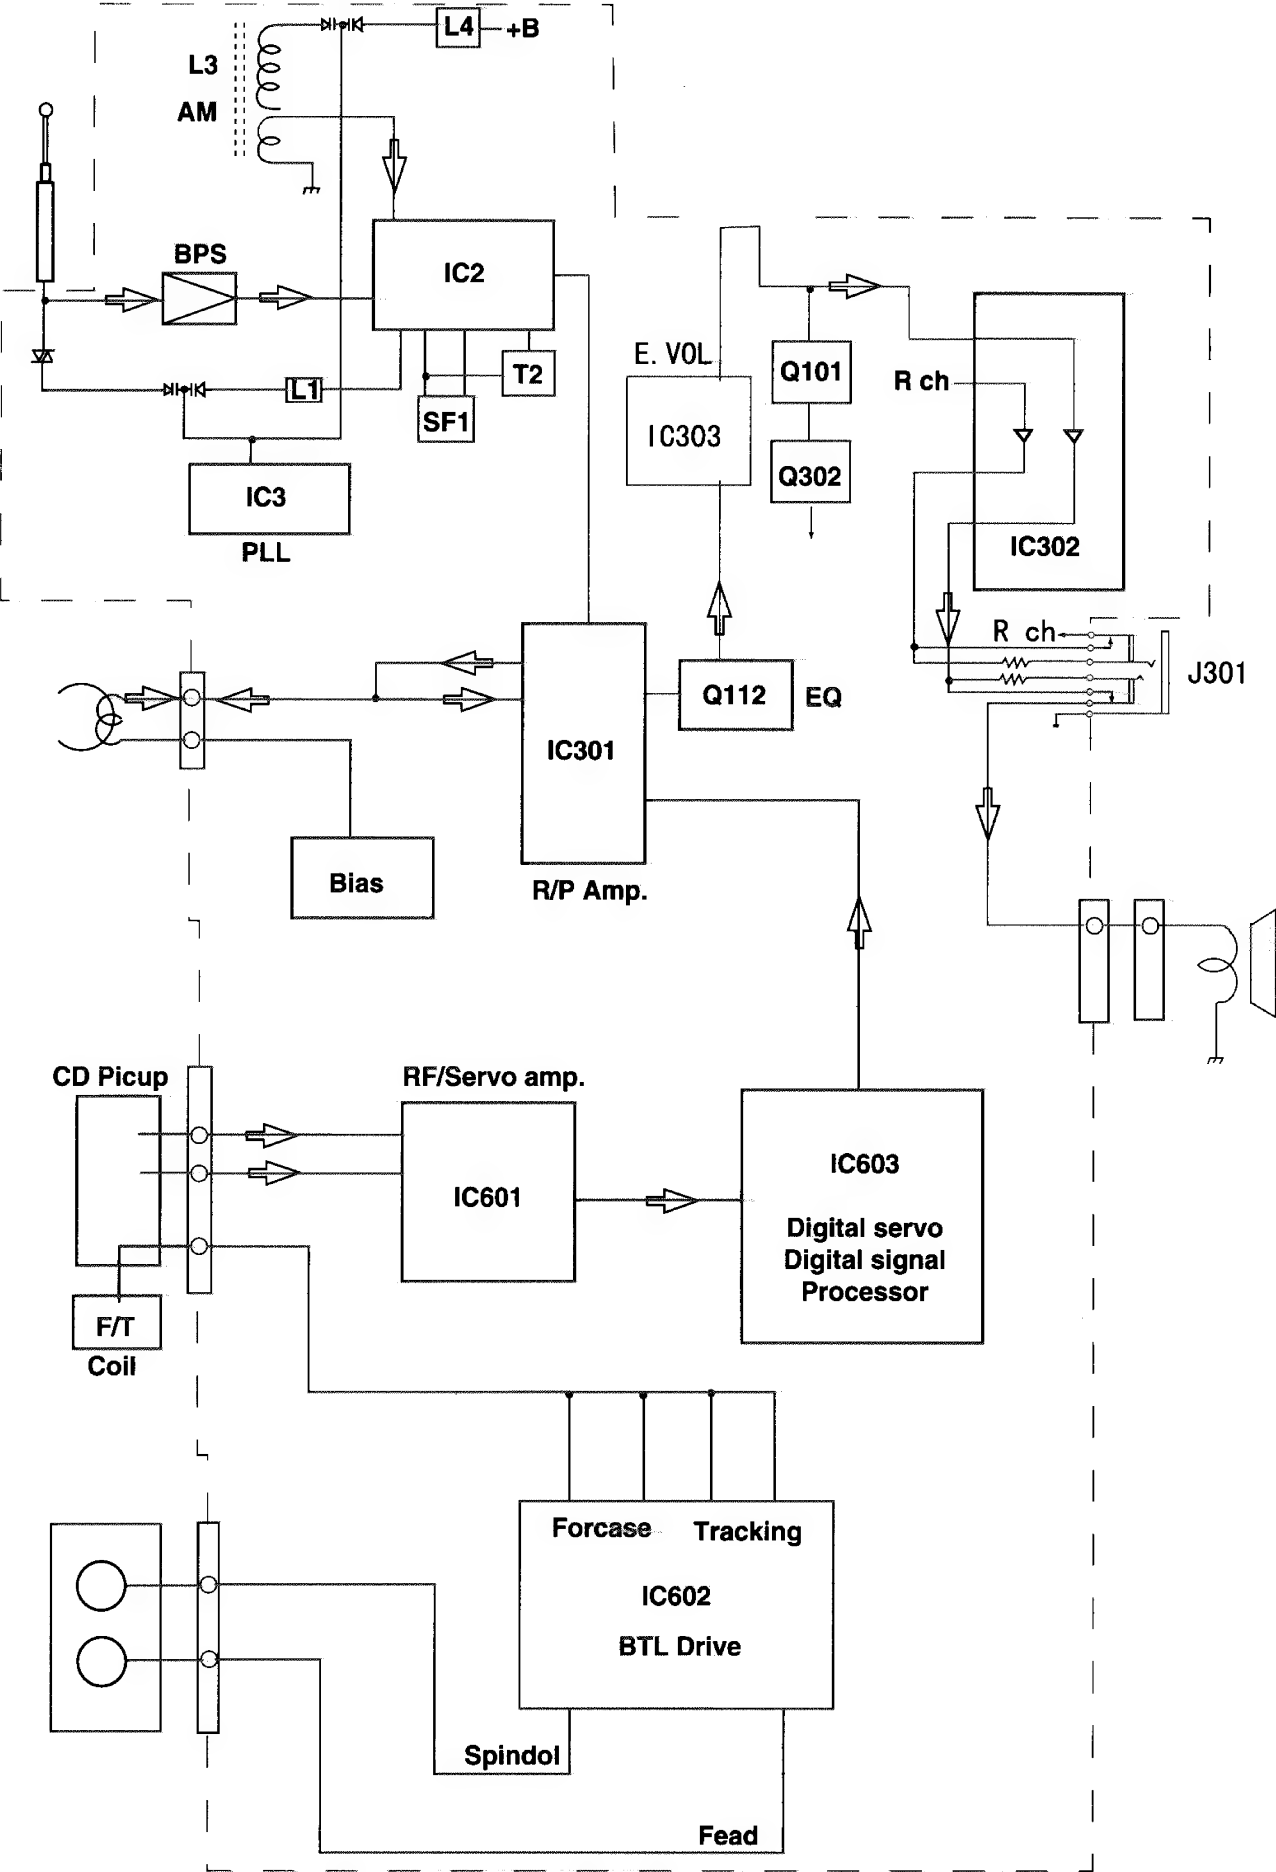 L4
+B
L3
AM
BPS
IC2
E. VOL
Q101
R ch
L1
T2
SF1
IC303
Q302
IC3
PLL
IC302
R ch
J301
Q112
EQ
IC301
Bias
R/P Amp.
CD Picup
RF/Servo amp.
IC603
IC601
Digital servo
Digital signal
Processor
F/T
Coil
Forcase
Tracking
IC602
BTL Drive
Spindol
Fead